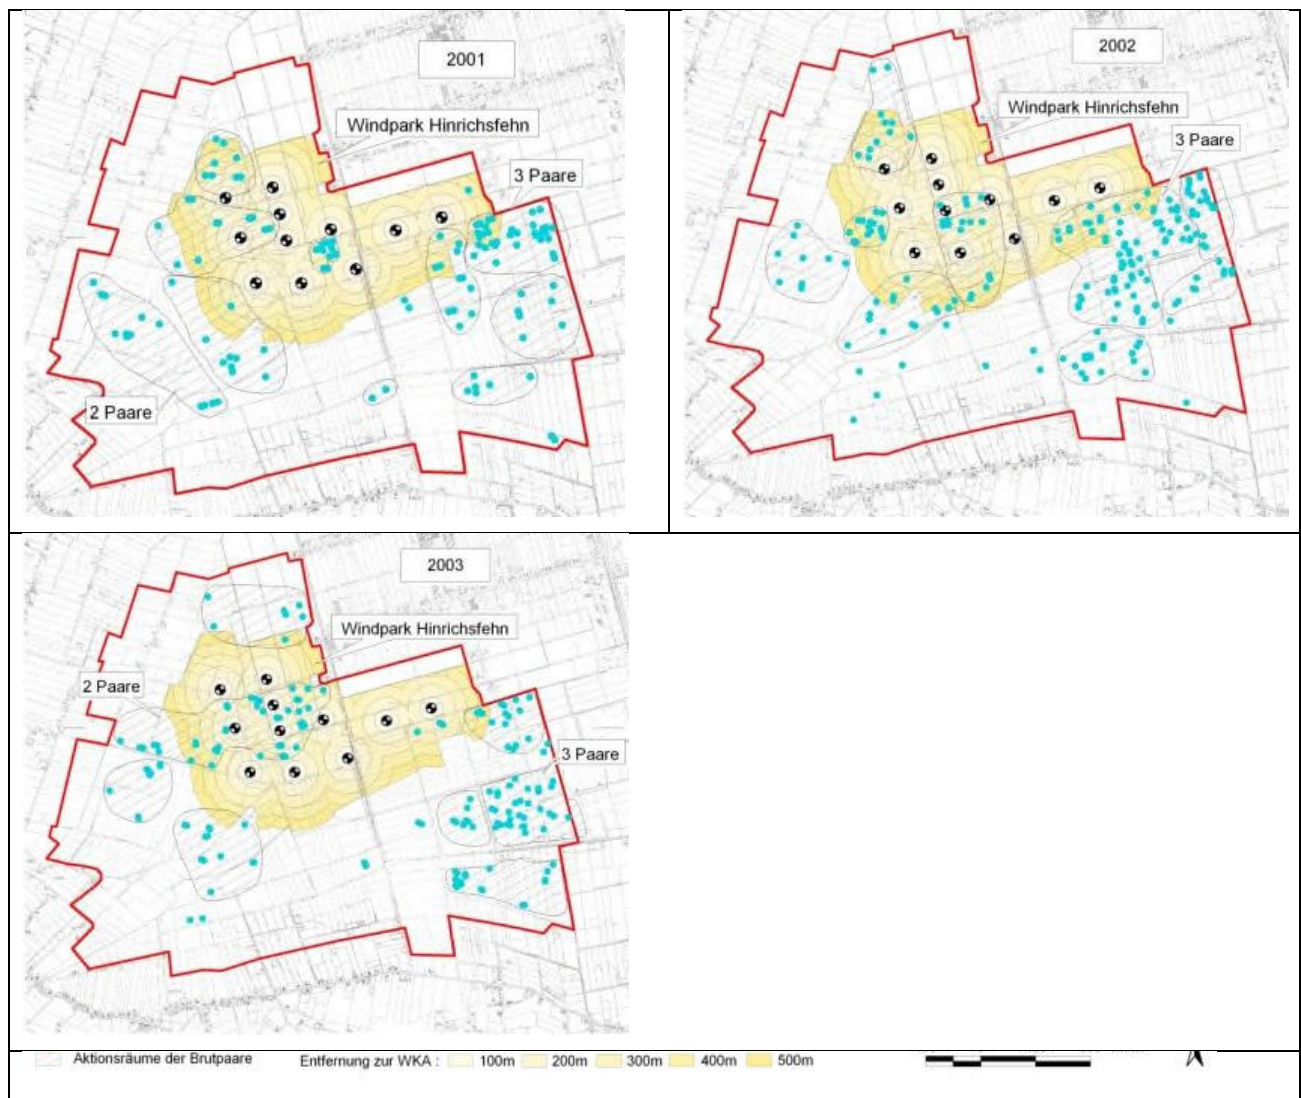 2001
Windpark Hinrichsfehn
3 Paare
2 Paare
2002
Windpark Hinrichsfehn
3 Paare
2003
Windpark Hinrichsfehn
2 Paare
3 Paare
Aktionsräume der Brutpaare Entfernung zur WKA : 100m 200m 300m 400m 500m